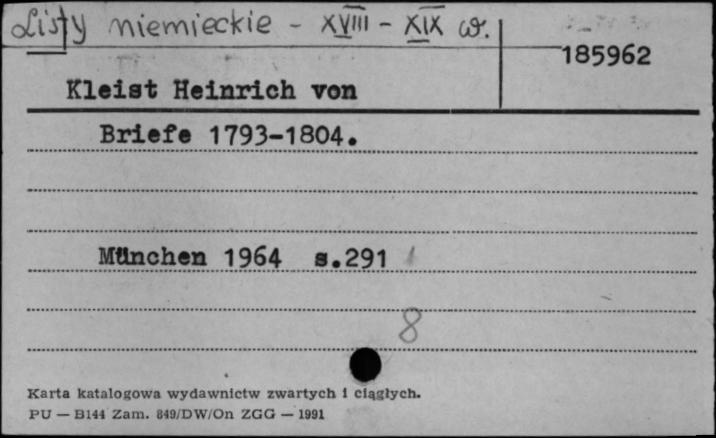 Listy niemieckie - XVIII - XIX w.
185962
Kleist Heinrich von
Briefe 1793-1804.
München 1964 s.291
8
Karta katalogowa wydawnictw zwartych i ciągłych.
PU — B144 Zam. 849/DW/On ZGG — 1991